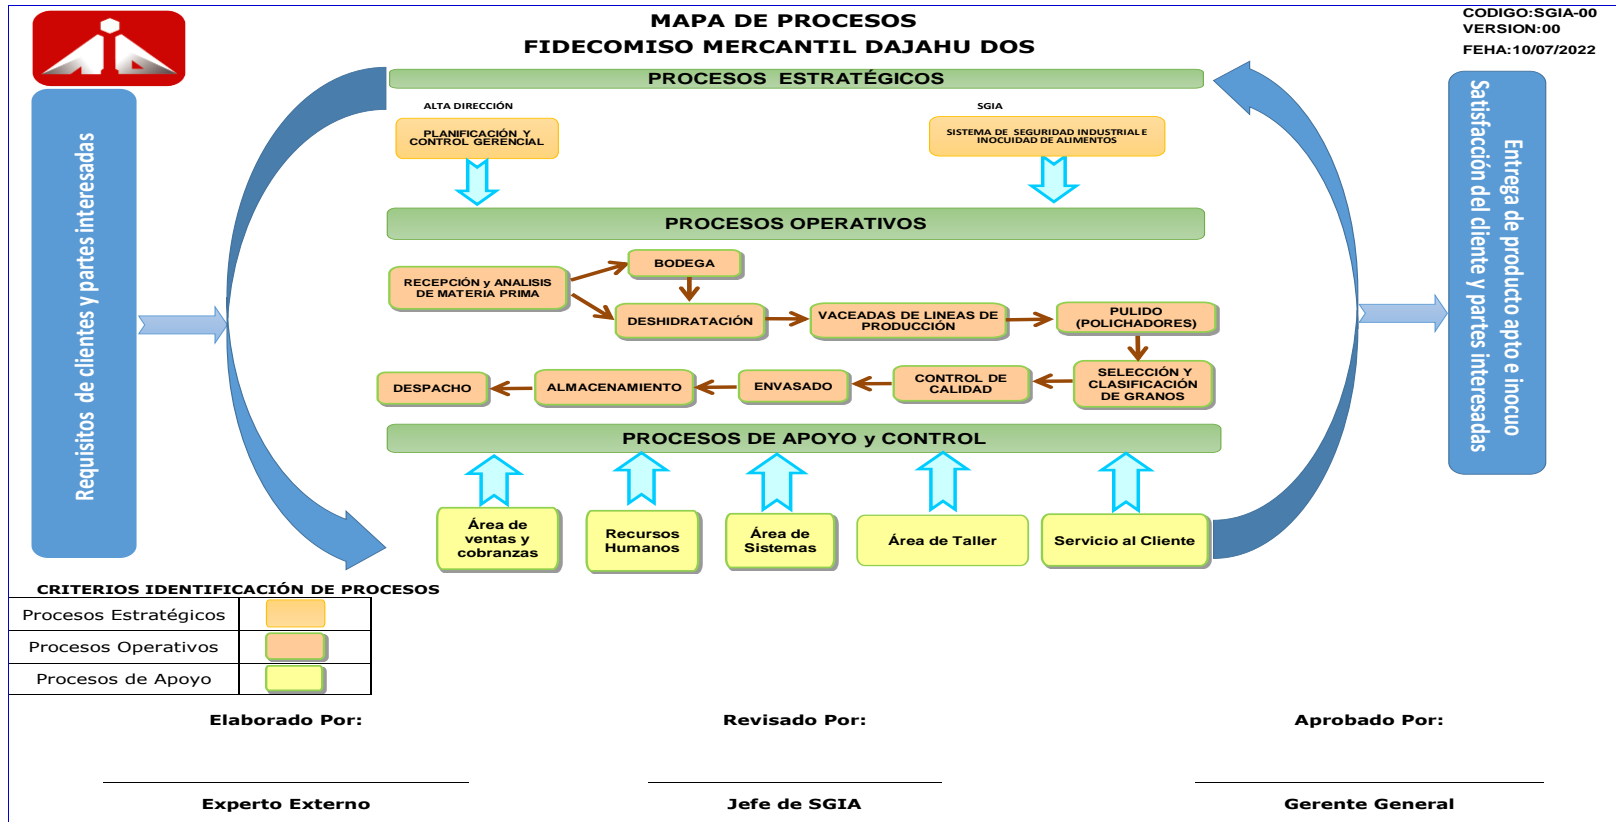 MAPA DE PROCESOS
FIDECOMISO MERCANTIL DAJAHU DOS
CODIGO:SGIA-00
VERSION:00
FEHA:10/07/2022
Requisitos de clientes y partes interesadas
PROCESOS ESTRATÉGICOS
ALTA DIRECCIÓN
SGIA
PLANIFICACIÓN Y
CONTROL GERENCIAL
SISTEMA DE SEGURIDAD INDUSTRIAL E
INOCUIDAD DE ALIMENTOS
PROCESOS OPERATIVOS
RECEPCIÓN y ANALISIS
DE MATERIA PRIMA
BODEGA
DESHIDRATACIÓN
VACEADAS DE LINEAS DE
PRODUCCIÓN
PULIDO
(POLICHADORES)
DESPACHO
ALMACENAMIENTO
ENVASADO
CONTROL DE
CALIDAD
SELECCIÓN Y
CLASIFICACIÓN
DE GRANOS
PROCESOS DE APOYO y CONTROL
Área de
ventas y
cobranzas
Recursos
Humanos
Área de
Sistemas
Área de Taller
Servicio al Cliente
Entrega de producto apto e inocuo
Satisfacción del cliente y partes interesadas
CRITERIOS IDENTIFICACIÓN DE PROCESOS
Procesos Estratégicos
Procesos Operativos
Procesos de Apoyo
Elaborado Por:
Revisado Por:
Aprobado Por:
Experto Externo
Jefe de SGIA
Gerente General